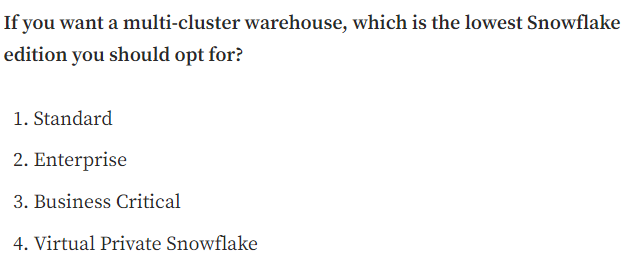 If you want a multi-cluster warehouse, which is the lowest Snowflake
edition you should opt for?
1. Standard
2. Enterprise
3. Business Critical
4. Virtual Private Snowflake